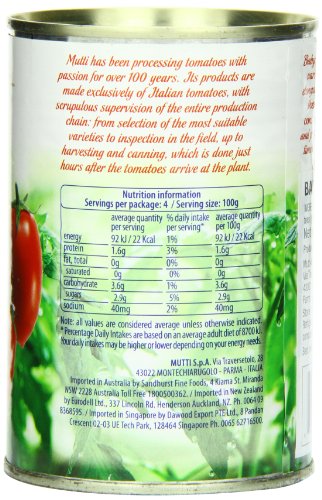 Mutti has been processing tomatoes with
passion for over 100 years. Its products are
made exclusively of Italian tomatoes, with
scrupulous supervision of the entire production
chain: from selection of the most suitable
varieties to inspection in the field, up to
harvesting and canning, which is done just
hours after the tomatoes arrive at the plant.
Nutrition information
Servings per package: 4 / Serving size: 100g
average quantity per serving % daily intake per serving* average quantity per 100g
energy 92 kJ / 22 Kcal 1% 92 kJ / 22 Kcal
protein 1.6g 3% 1.6g
fat, total 0g 0% 0g
saturated 0g 0% 0g
carbohydrate 3.6g 1% 3.6g
sugars 2.9g 5% 2.9g
sodium 40mg 2% 40mg
Note: all values are considered average unless otherwise indicated.
*Percentage Daily Intakes are based on an average adult diet of 8700 kJ.
Your daily intakes may be higher or lower depending on your energy needs.
MUTTI S.p.A. Via Traversetolo, 28
43022 MONTECHIARUGOLO - PARMA - ITALIA
Imported in Australia by Sandhurst Fine Foods, 4 Riama St. Miranda
NSW 2228 Australia Toll Free 1800500362. Imported in New Zealand by
Eurodell Ltd., 337 Lincoln Rd. Henderson Auckland, NZ. Ph. 0064 09
8368595. / Imported in Singapore by Dawood Export PTE Ltd., 8 Pandan
Crescent 02-03 UE Tech Park, 128464 Singapore Ph. 0065 62716500.